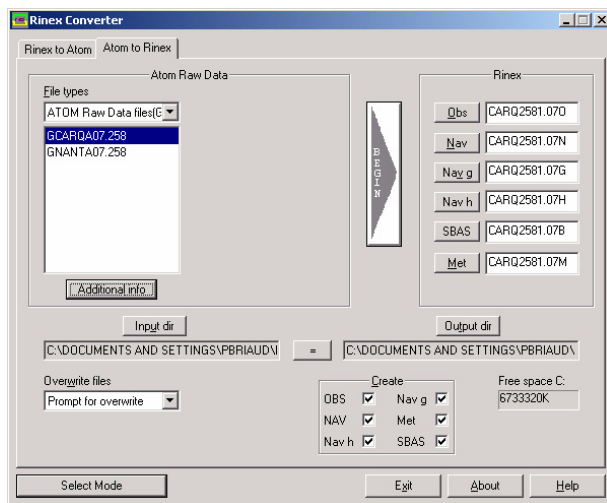 Rinex Converter
Rinex to Atom
Atom to Rinex
Atom Raw Data
File types
ATOM Raw Data files(G
GCARQA07.258
GNANTA07.258
Additional info
BEGIN
Rinex
Obs CARQ2581.07O
Nav CARQ2581.07N
Nav g CARQ2581.07G
Nav h CARQ2581.07H
SBAS CARQ2581.07B
Met CARQ2581.07M
Input dir
Output dir
C:\DOCUMENTS AND SETTINGS\PBRIAUD\
=
C:\DOCUMENTS AND SETTINGS\PBRIAUD\
Overwrite files
Prompt for overwrite
Create
OBS Nav g
NAV Met
Nav h SBAS
Free space C:
6733320K
Select Mode
Exit
About
Help